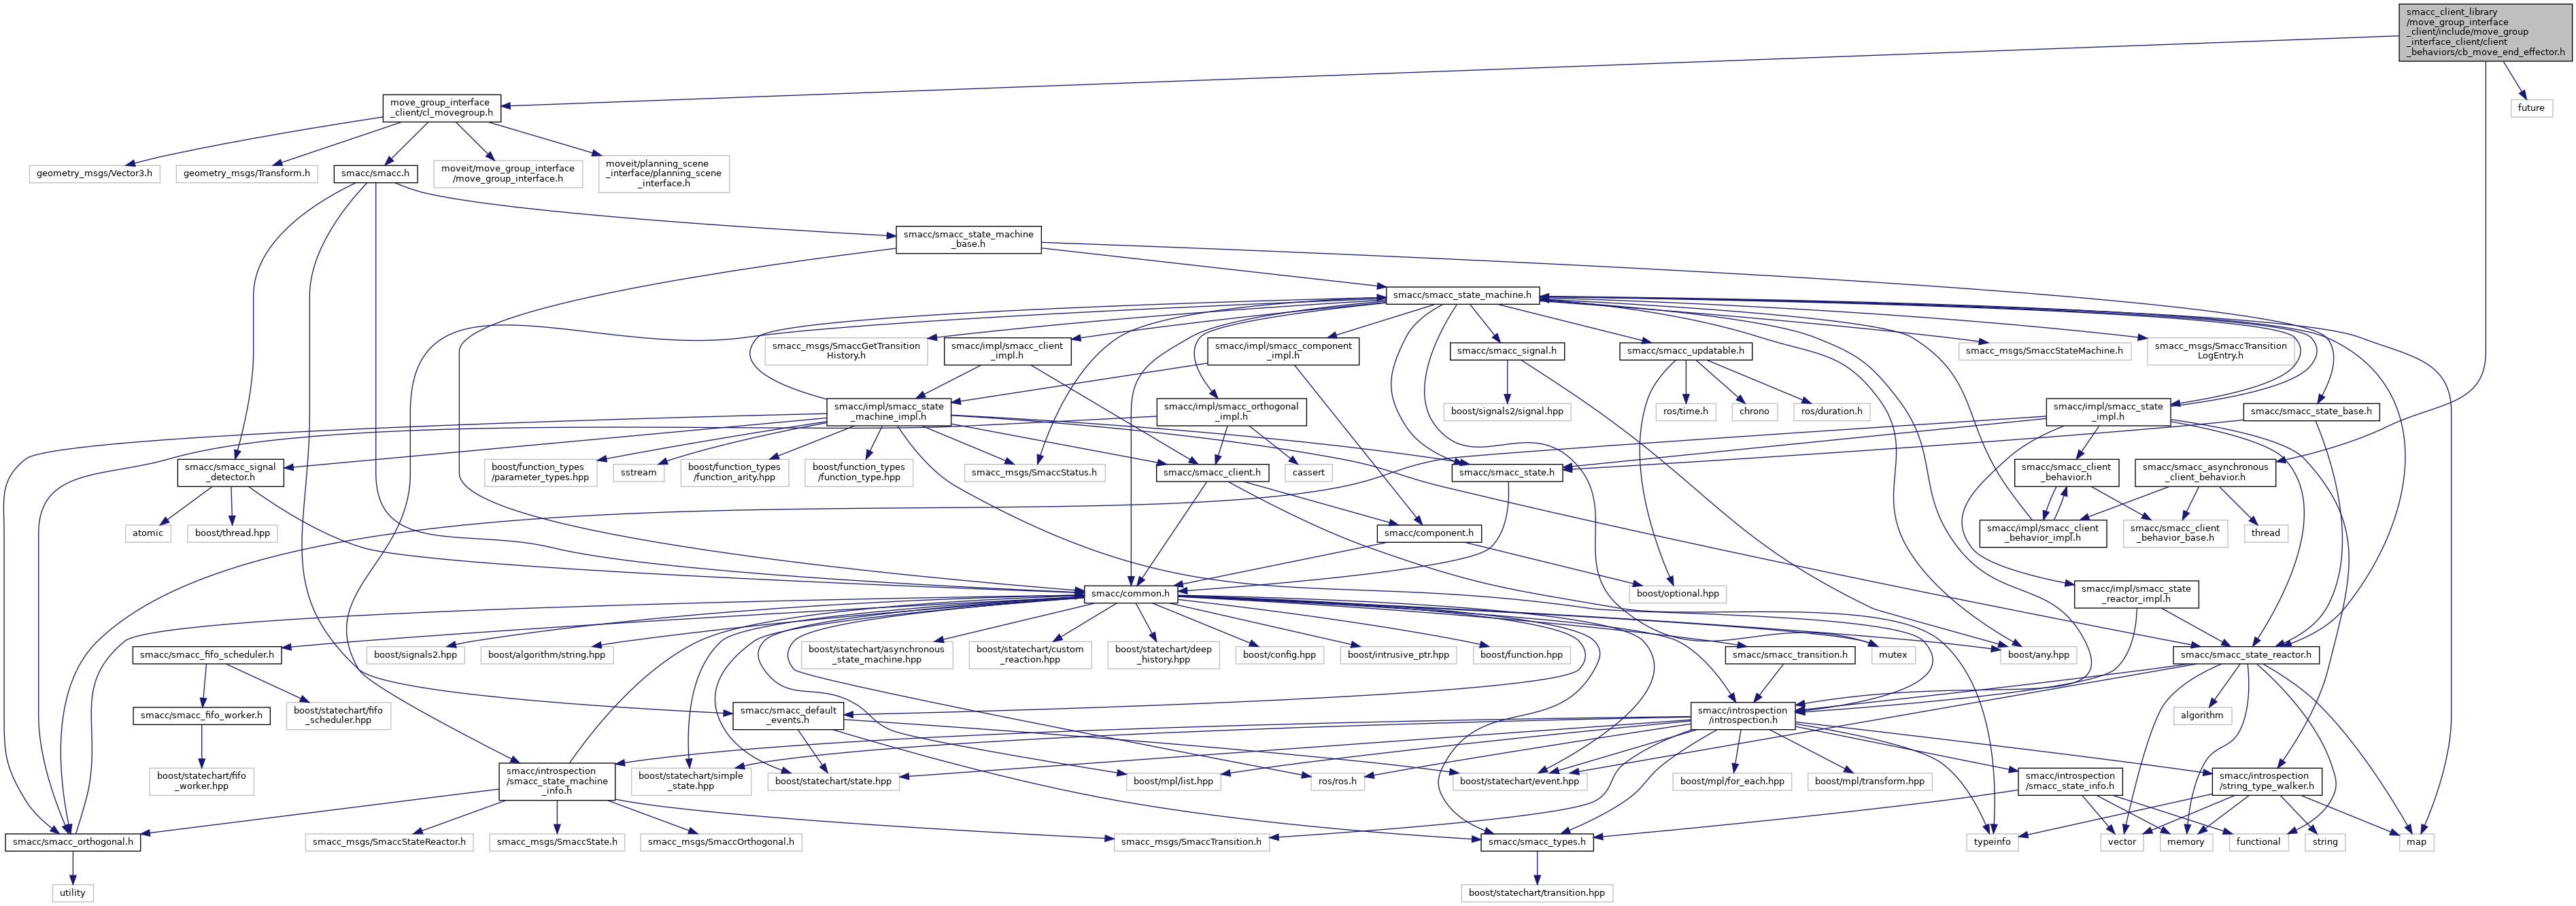 smacc_client_library
/move_group_interface
_client/include/move_group
_interface_client/client
_behaviors/cb_move_end_effector.h
move_group_interface
_client/cl_movegroup.h
future
geometry_msgs/Vector3.h
geometry_msgs/Transform.h
smacc/smacc.h
moveit/move_group_interface
/move_group_interface.h
moveit/planning_scene
_interface/planning_scene
_interface.h
smacc/smacc_state_machine
_base.h
smacc/smacc_state_machine.h
smacc_msgs/SmaccGetTransition
History.h
smacc/impl/smacc_client
_impl.h
smacc/impl/smacc_component
_impl.h
smacc/smacc_signal.h
smacc/smacc_updatable.h
smacc_msgs/SmaccStateMachine.h
smacc_msgs/SmaccTransition
LogEntry.h
smacc/impl/smacc_state
_machine_impl.h
smacc/impl/smacc_orthogonal
_impl.h
boost/signals2/signal.hpp
ros/time.h
chrono
ros/duration.h
smacc/impl/smacc_state
_impl.h
smacc/smacc_state_base.h
smacc/smacc_signal
_detector.h
boost/function_types
/parameter_types.hpp
sstream
boost/function_types
/function_arity.hpp
boost/function_types
/function_type.hpp
smacc_msgs/SmaccStatus.h
smacc/smacc_client.h
cassert
smacc/smacc_state.h
smacc/smacc_client
_behavior.h
smacc/smacc_asynchronous
_client_behavior.h
atomic
boost/thread.hpp
smacc/component.h
smacc/impl/smacc_client
_behavior_impl.h
smacc/smacc_client
_behavior_base.h
thread
smacc/common.h
boost/optional.hpp
smacc/impl/smacc_state
_reactor_impl.h
smacc/smacc_fifo_scheduler.h
boost/signals2.hpp
boost/algorithm/string.hpp
boost/statechart/asynchronous
_state_machine.hpp
boost/statechart/custom
_reaction.hpp
boost/statechart/deep
_history.hpp
boost/config.hpp
boost/intrusive_ptr.hpp
boost/function.hpp
smacc/smacc_transition.h
mutex
boost/any.hpp
smacc/smacc_state_reactor.h
smacc/smacc_fifo_worker.h
boost/statechart/fifo
_scheduler.hpp
smacc/smacc_default
_events.h
smacc/introspection
/introspection.h
algorithm
boost/statechart/fifo
_worker.hpp
smacc/introspection
/smacc_state_machine
_info.h
boost/statechart/simple
_state.hpp
boost/statechart/state.hpp
boost/mpl/list.hpp
ros/ros.h
boost/statechart/event.hpp
boost/mpl/for_each.hpp
boost/mpl/transform.hpp
smacc/introspection
/smacc_state_info.h
smacc/introspection
/string_type_walker.h
smacc/smacc_orthogonal.h
smacc_msgs/SmaccStateReactor.h
smacc_msgs/SmaccState.h
smacc_msgs/SmaccOrthogonal.h
smacc_msgs/SmaccTransition.h
smacc/smacc_types.h
typeinfo
vector
memory
functional
string
map
utility
boost/statechart/transition.hpp